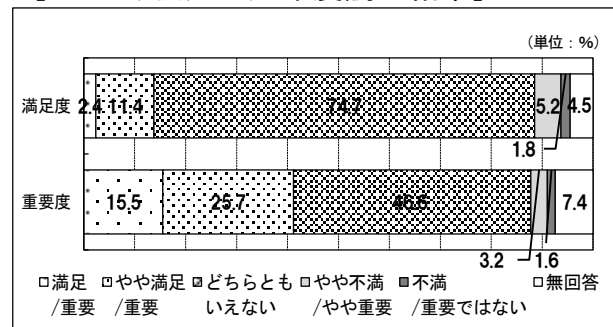 (単位：%)
満足度
2.4 11.4 74.7 5.2 4.5
1.8
重要度
15.5 25.7 46.6 7.4
3.2 1.6
□満足 □やや満足 □どちらとも □やや不満 ■不満 □無回答
/重要 /重要 いえない /やや重要 /重要ではない